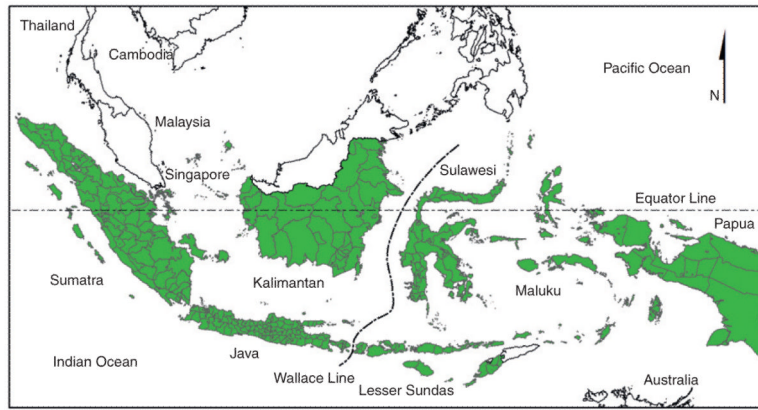 Thailand
Cambodia
Pacific Ocean
N
Malaysia
Singapore
Sulawesi
Equator Line
Papua
Sumatra
Kalimantan
Maluku
Java
Indian Ocean
Wallace Line
Lesser Sundas
Australia